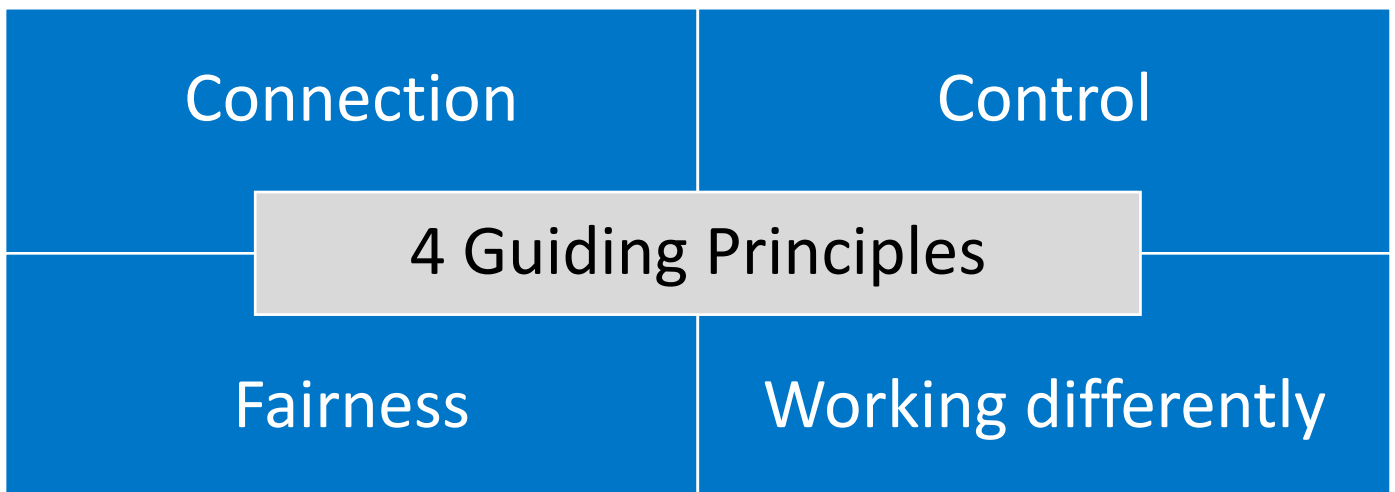 Connection
Control
4 Guiding Principles
Fairness
Working differently